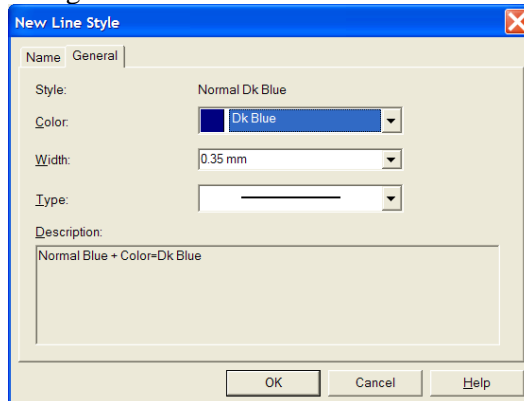 New Line Style
Name General
Style: Normal Dk Blue
Color: Dk Blue
Width: 0.35 mm
Type:
Description:
Normal Blue + Color=Dk Blue
OK Cancel Help